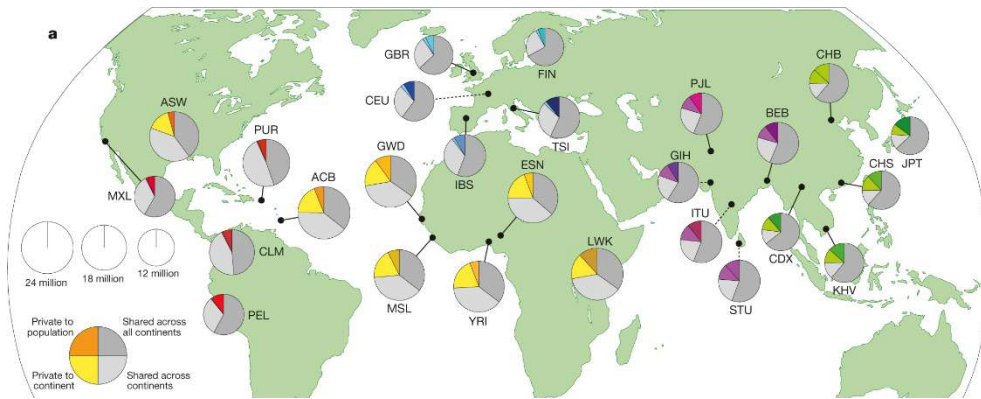 a
GBR
FIN
CHB
CEU
PJL
BEB
ASW
PUR
TSI
GWD
ESN
IBS
GIH
CHS
JPT
MXL
ACB
ITU
LWK
CDX
CLM
KHV
24 million
18 million
12 million
MSL
YRI
STU
PEL
Private to
population
Shared across
all continents
Private to
continent
Shared across
continents